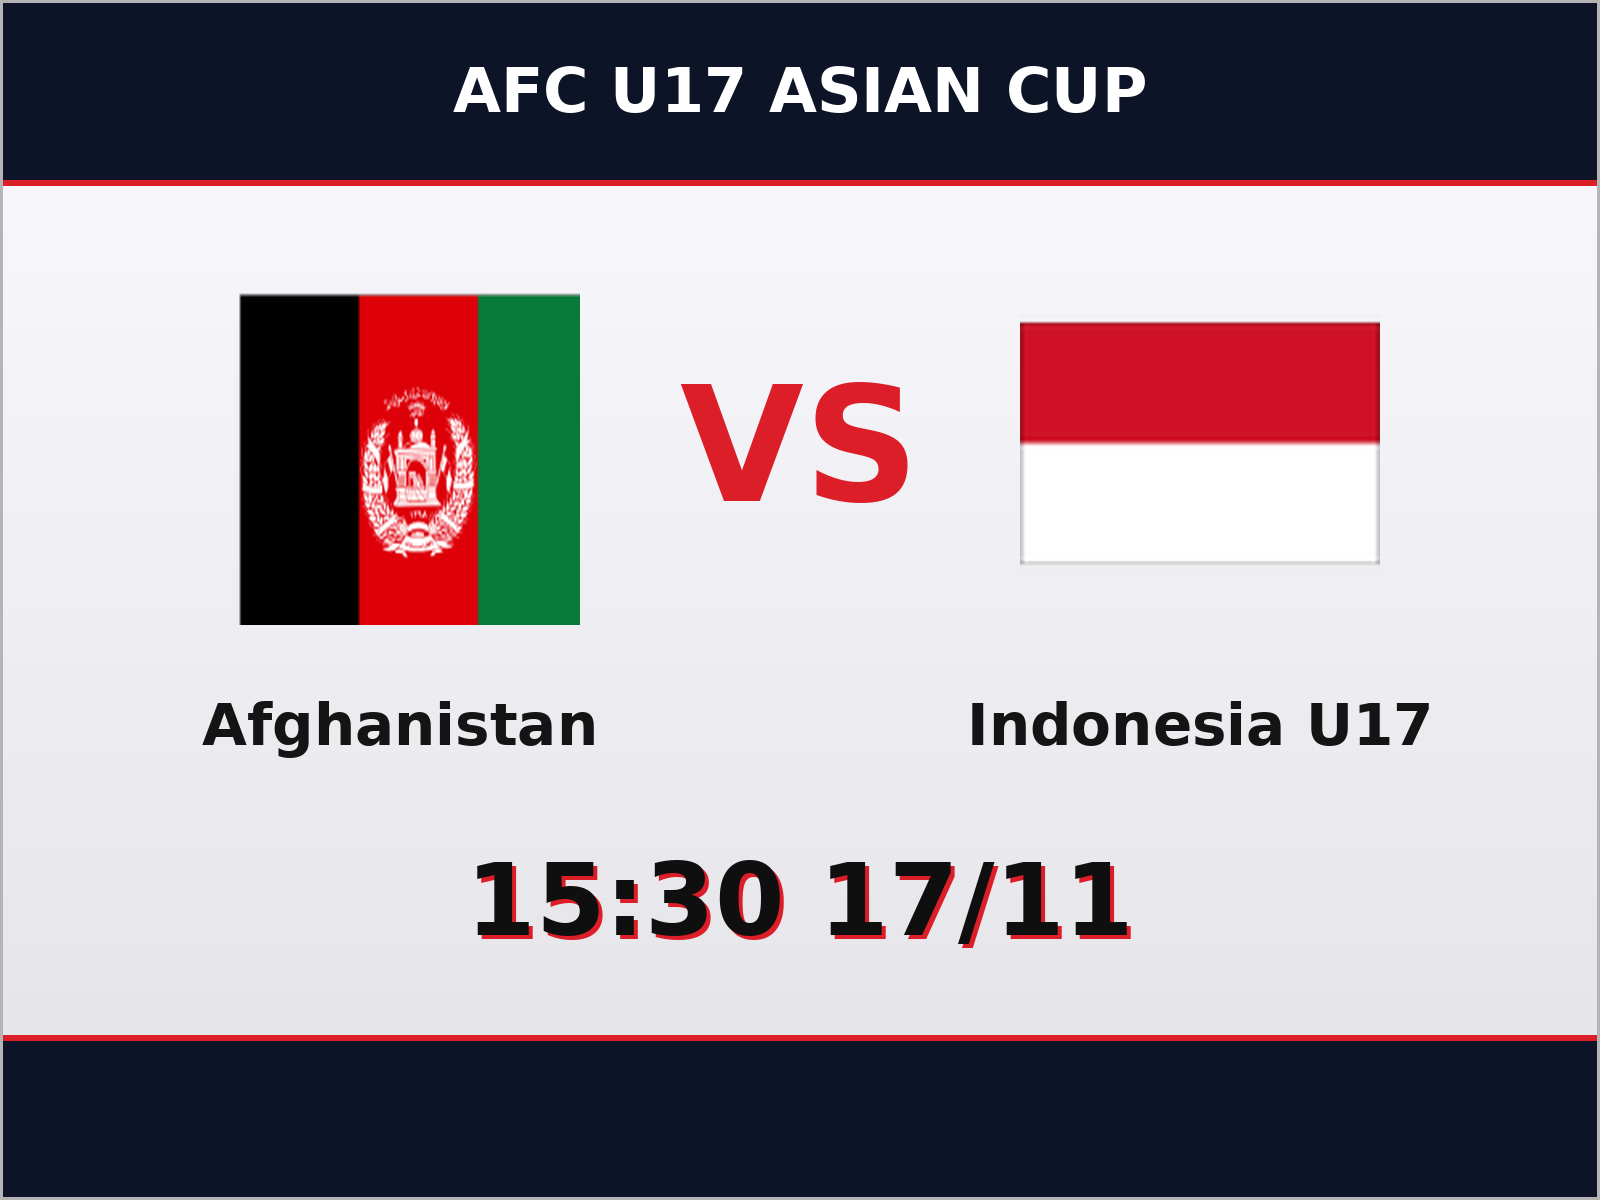 AFC U17 ASIAN CUP
VS
Afghanistan
Indonesia U17
15:30 17/11